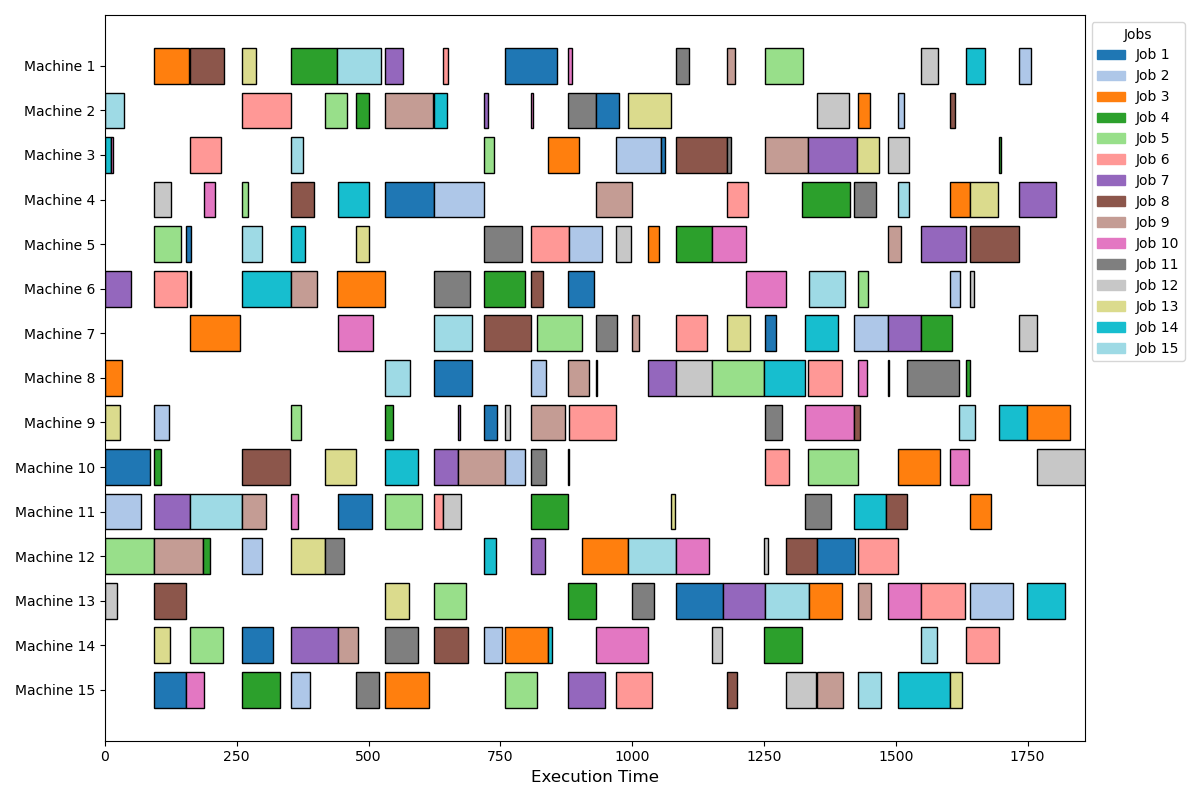 Machine 1
Machine 2
Machine 3
Machine 4
Machine 5
Machine 6
Machine 7
Machine 8
Machine 9
Machine 10
Machine 11
Machine 12
Machine 13
Machine 14
Machine 15
0 250 500 750 1000 1250 1500 1750
Execution Time
Jobs
Job 1
Job 2
Job 3
Job 4
Job 5
Job 6
Job 7
Job 8
Job 9
Job 10
Job 11
Job 12
Job 13
Job 14
Job 15